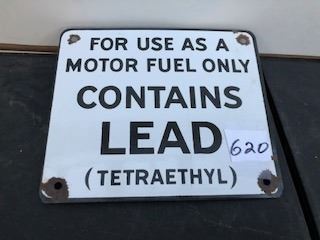 FOR USE AS A
MOTOR FUEL ONLY
CONTAINS
LEAD
620
(TETRAETHYL)